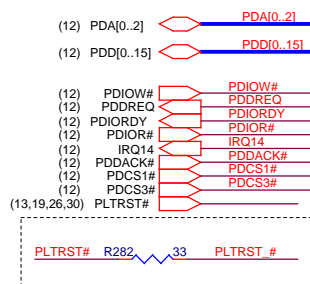 (12) PDA[0..2] PDA[0..2]
(12) PDD[0..15] PDD[0..15]
(12) PDIOW# PDIOW#
(12) PDDREQ PDDREQ
(12) PDIORDY PDIORDY
(12) PDIOR# PDIOR#
(12) IRQ14 IRQ14
(12) PDDACK# PDDACK#
(12) PDCS1# PDCS1#
(12) PDCS3# PDCS3#
(13,19,26,30) PLTRST#
PLTRST# R282 33 PLTRST_#